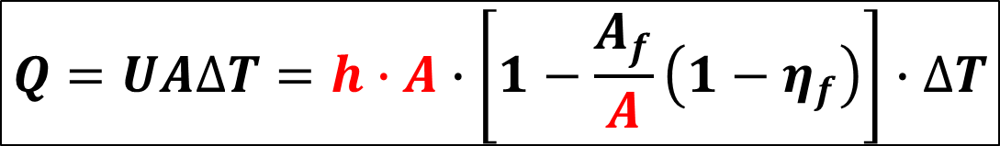 Q = UAΔT = h · A · [1 − A_f/A (1 − η_f)] · ΔT